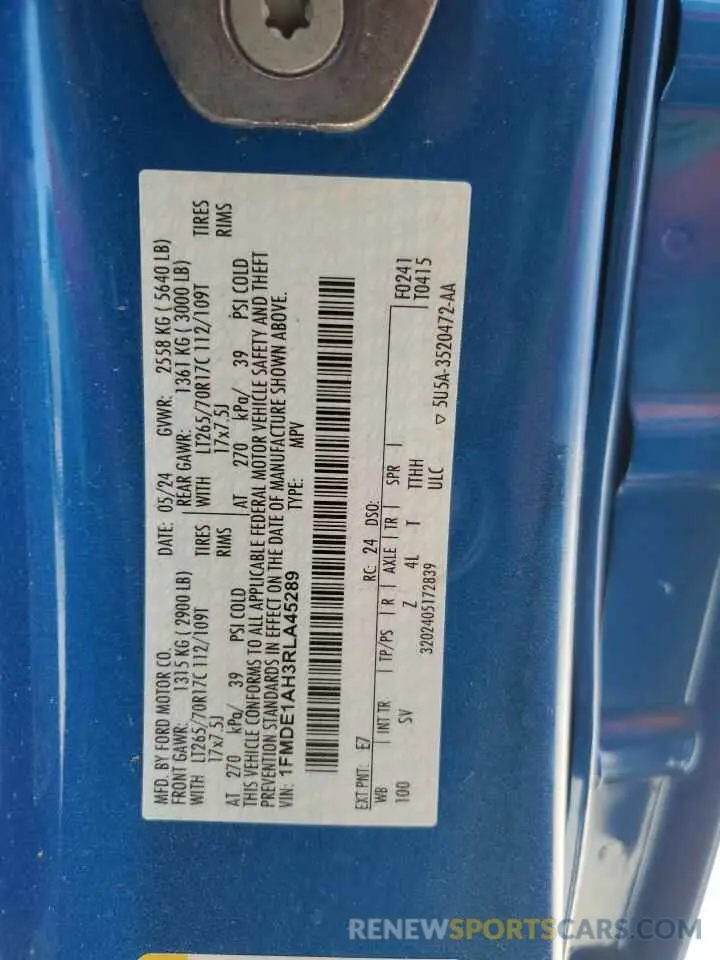 MFD. BY FORD MOTOR CO.
DATE: 05/24 GVWR: 2558 KG ( 5640 LB)
FRONT GAWR: 1315 KG ( 2900 LB) REAR GAWR: 1361 KG ( 3000 LB)
WITH LT265/70R17C 112/109T TIRES WITH LT265/70R17C 112/109T TIRES
17x7.5J RIMS 17x7.5J RIMS
AT 270 kPa/ 39 PSI COLD AT 270 kPa/ 39 PSI COLD
THIS VEHICLE CONFORMS TO ALL APPLICABLE FEDERAL MOTOR VEHICLE SAFETY AND THEFT
PREVENTION STANDARDS IN EFFECT ON THE DATE OF MANUFACTURE SHOWN ABOVE.
VIN: 1FMDE1AH3RLA45289 TYPE: MPV
EXT PNT: E7 RC: 24 DSO: F0241
WB INT TR TP/PS R AXLE TR SPR T0415
100 SV Z 4L T TTHH
3202405172839 ULC ▽ 5U5A-3520472-AA
RENEWSPORTSCARS.COM